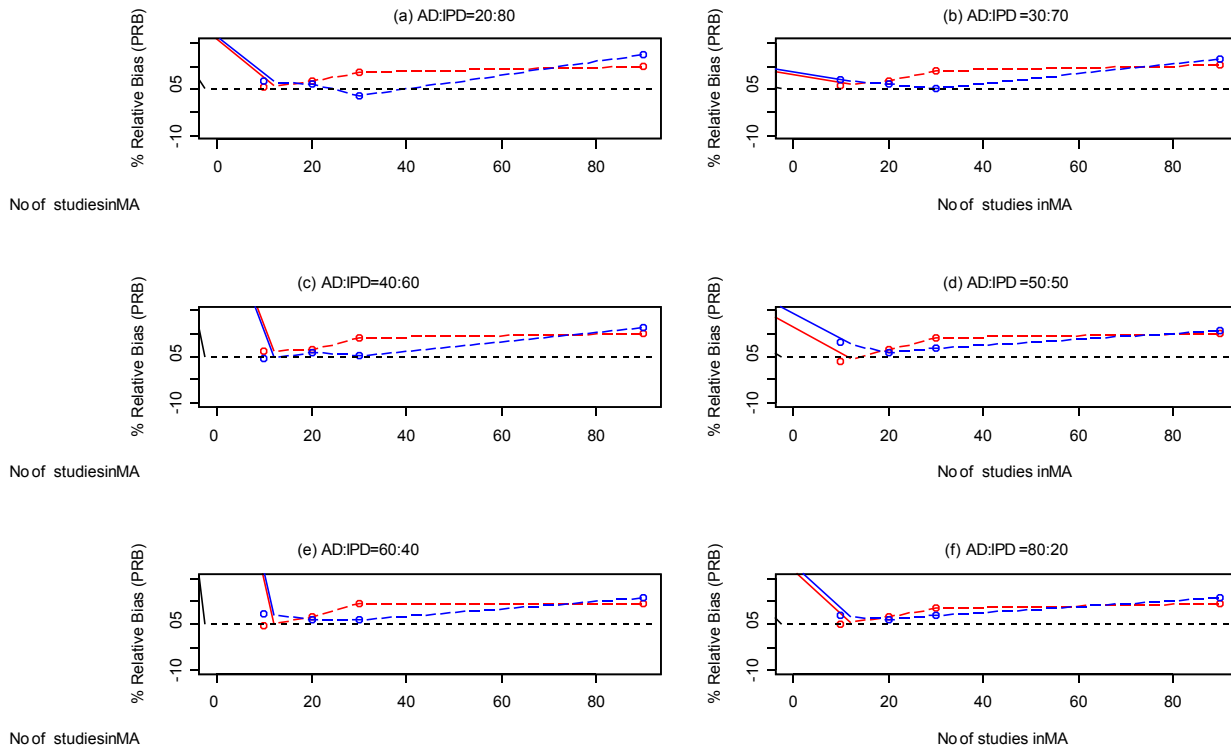 (a) AD:IPD=20:80
% Relative Bias (PRB)
05
-10
0 20 40 60 80
No of studiesinMA
(b) AD:IPD =30:70
% Relative Bias (PRB)
05
-10
0 20 40 60 80
No of studies inMA
(c) AD:IPD=40:60
% Relative Bias (PRB)
05
-10
0 20 40 60 80
No of studiesinMA
(d) AD:IPD=50:50
% Relative Bias (PRB)
05
-10
0 20 40 60 80
No of studies inMA
(e) AD:IPD=60:40
% Relative Bias (PRB)
05
-10
0 20 40 60 80
No of studiesinMA
(f) AD:IPD =80:20
% Relative Bias (PRB)
05
-10
0 20 40 60 80
No of studies inMA